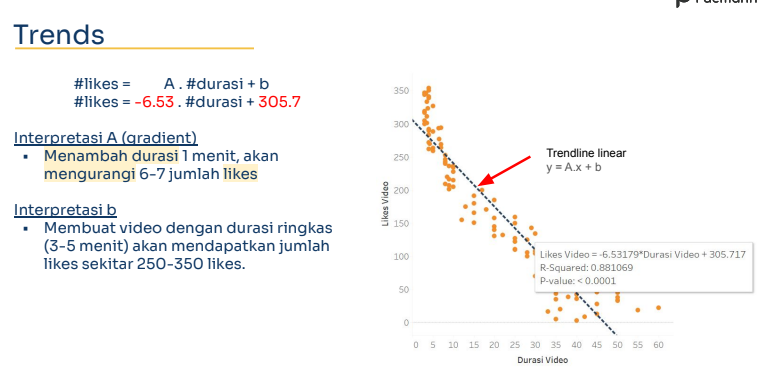 Trends
#likes = A . #durasi + b
#likes = -6.53 . #durasi + 305.7
Interpretasi A (gradient)
▪ Menambah durasi 1 menit, akan
mengurangi 6-7 jumlah likes
Interpretasi b
▪ Membuat video dengan durasi ringkas
(3-5 menit) akan mendapatkan jumlah
likes sekitar 250-350 likes.
Likes Video
350
300
250
200
150
100
50
0
Trendline linear
y = A.x + b
Likes Video = -6.53179*Durasi Video + 305.717
R-Squared: 0.881069
P-value: < 0.0001
0 5 10 15 20 25 30 35 40 45 50 55 60
Durasi Video